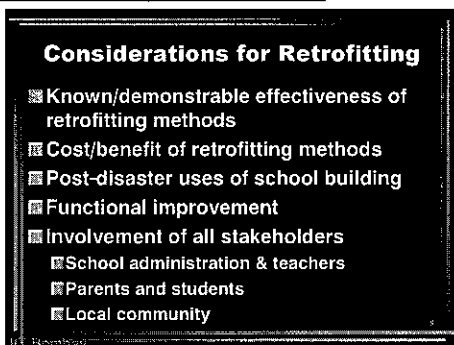 Considerations for Retrofitting
Known/demonstrable effectiveness of
retrofitting methods
Cost/benefit of retrofitting methods
Post-disaster uses of school building
Functional improvement
Involvement of all stakeholders
School administration & teachers
Parents and students
Local community